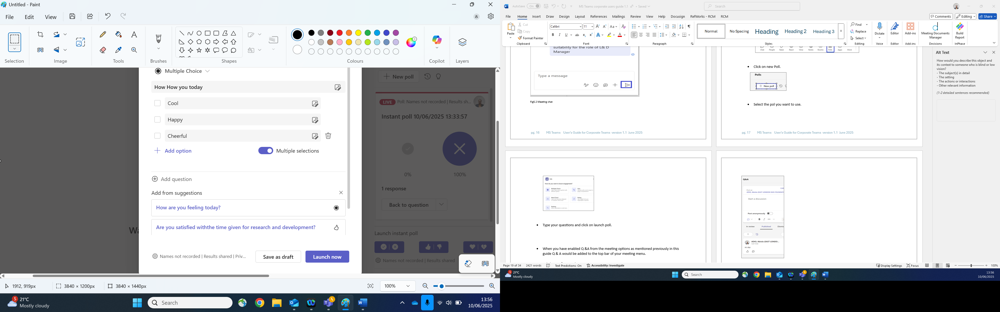 Untitled - Paint
File Edit View
Selection
Image
Tools
Brushes
Shapes
Colours
Copilot
Layers
Multiple Choice
How How you today
Cool
Happy
Cheerful
Add option
Multiple selections
Add question
Add from suggestions
How are you feeling today?
Are you satisfied withthe time given for research and development?
Names not recorded | Results shared | Priv...
Save as draft
Launch now
Wa
New poll
LIVE Poll: Names not recorded | Results sh...
Instant poll 10/06/2025 13:33:57
0% 100%
1 response
Back to question
Launch instant poll
Names not recorded | Results shared
1912, 919px
3840 × 1200px
3840 × 1440px
100%
5
21°C
Mostly cloudy
Search
13:56
10/06/2025
AutoSave On
MS Teams corporate users guide 1.1 • Saved
Search
File Home Insert Draw Design Layout References Mailings Review View Help Docusign RefWorks - RCM RCM
Comments Editing Share
Paste
Cut
Copy
Format Painter
Clipboard
Calibri 11
Font
Paragraph
Normal No Spacing Heading Heading 2 Heading 3
Styles
Find
Replace
Select
Editing
Dictate
Voice
Editor
Editor
Add-ins
Add-ins
Meeting Documents
Manager
Decisions
Build
Report
InPhase
suitability for the role of L& D
Manager
Type a message
Fig5.2 Meeting chat
pg. 16 MS Teams User's Guide for Corporate Teams version 1.1 June 2025
Chat People Raise React View Notes Rooms Polls Apps More
• Click on new Poll.
Polls
New poll
• Select the pol you want to use.
pg. 17 MS Teams User's Guide for Corporate Teams version 1.1 June 2025
How do you want to boost engagement?
Multiple Choice
Quiz
Word Cloud
Rating
Ranking
• Type your questions and click on launch poll.
• When you have enabled Q &A from the meeting options as mentioned previously in this
guide Q & A would be added to the top bar of your meeting menu.
Q&A
Post as
ADIO, Abiola (EAST LONDON NHS FOUNDAT
Start a discussion
Post anonymously
In review Published Dismis
ADIO, Abiola (EAST LONDO...
Just now
Hi Abi
Alt Text
How would you describe this object and
its context to someone who is blind or low
vision?
- The subject(s) in detail
- The setting
- The actions or interactions
- Other relevant information
(1-2 detailed sentences recommended)
Page 19 of 34 2421 words Text Predictions: On Accessibility: Investigate
Display Settings Focus 100%
5
21°C
Mostly cloudy
Search
13:56
10/06/2025